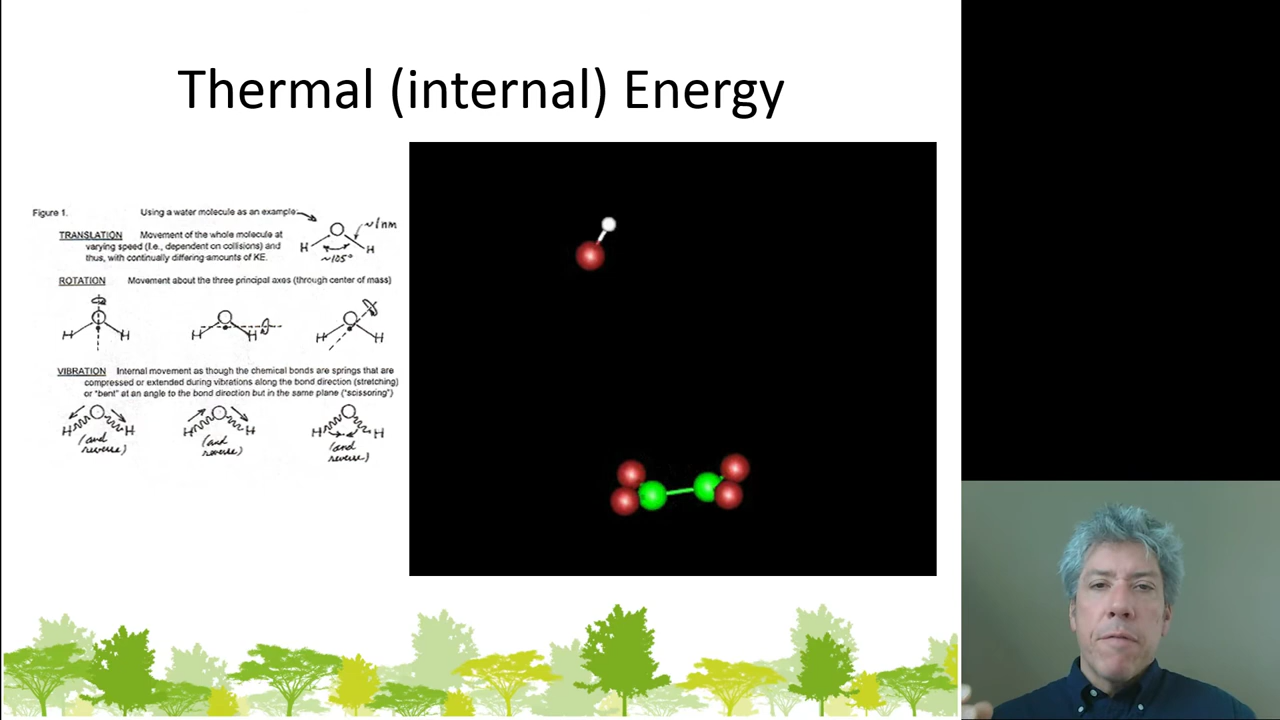 Thermal (internal) Energy
Figure 1. Using a water molecule as an example:
~1nm
H
H
~105°
TRANSLATION Movement of the whole molecule at
varying speed (I.e., dependent on collisions) and
thus, with continually differing amounts of KE.
ROTATION Movement about the three principal axes (through center of mass)
H H H H H H
VIBRATION Internal movement as though the chemical bonds are springs that are
compressed or extended during vibrations along the bond direction (stretching)
or "bent" at an angle to the bond direction but in the same plane ("scissoring")
H H H H H H
(and reverse)
(and reverse)
(and reverse)